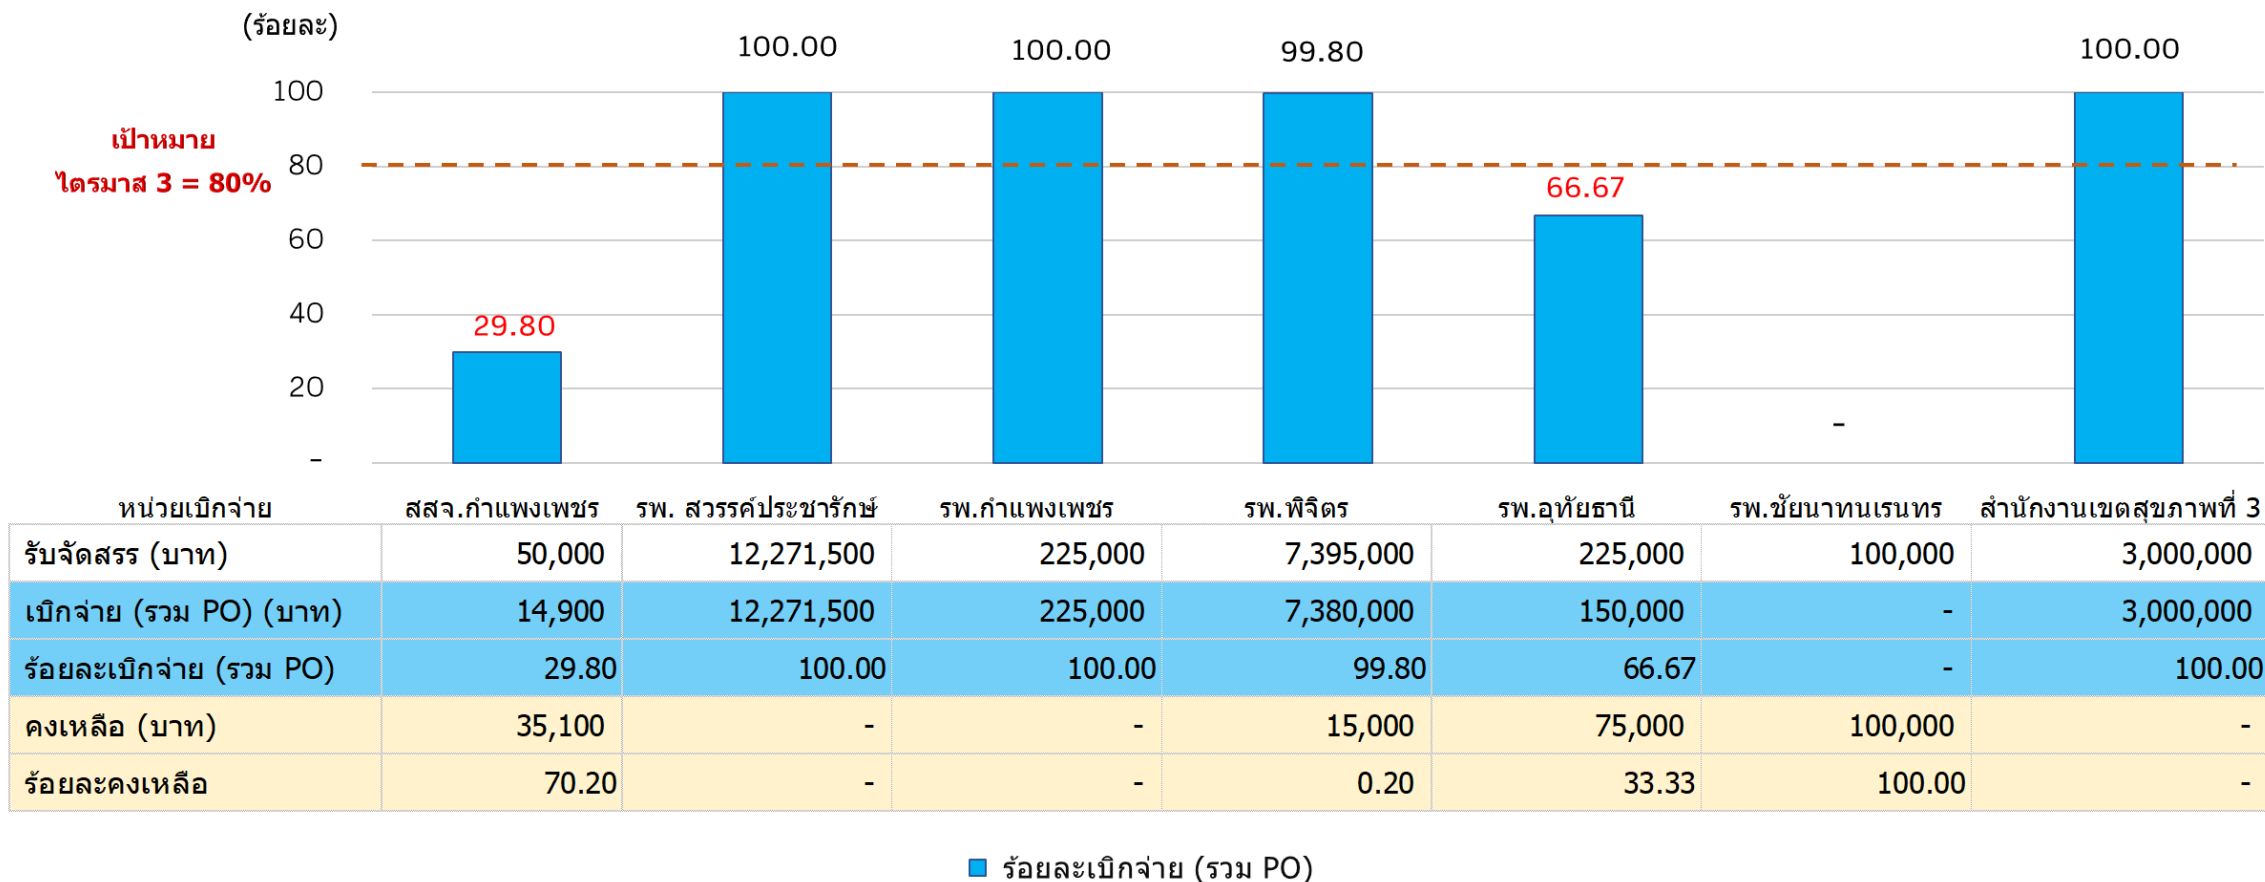 (ร้อยละ)
100.00 100.00 99.80 100.00
100
เป้าหมาย
80
ไตรมาส 3 = 80%
66.67
60
40
29.80
20
-
-
หน่วยเบิกจ่าย สสจ.กำแพงเพชร รพ. สวรรค์ประชารักษ์ รพ.กำแพงเพชร รพ.พิจิตร รพ.อุทัยธานี รพ.ชัยนาทนเรนทร สำนักงานเขตสุขภาพที่ 3
รับจัดสรร (บาท) 50,000 12,271,500 225,000 7,395,000 225,000 100,000 3,000,000
เบิกจ่าย (รวม PO) (บาท) 14,900 12,271,500 225,000 7,380,000 150,000 - 3,000,000
ร้อยละเบิกจ่าย (รวม PO) 29.80 100.00 100.00 99.80 66.67 - 100.00
คงเหลือ (บาท) 35,100 - - 15,000 75,000 100,000 -
ร้อยละคงเหลือ 70.20 - - 0.20 33.33 100.00 -
ร้อยละเบิกจ่าย (รวม PO)